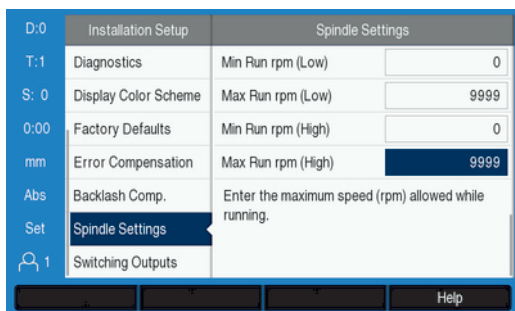 D:0
Installation Setup
Spindle Settings
T:1
Diagnostics
Min Run rpm (Low)
0
S: 0
Display Color Scheme
Max Run rpm (Low)
9999
0:00
Factory Defaults
Min Run rpm (High)
0
mm
Error Compensation
Max Run rpm (High)
9999
Abs
Backlash Comp.
Enter the maximum speed (rpm) allowed while
running.
Set
Spindle Settings
1
Switching Outputs
Help